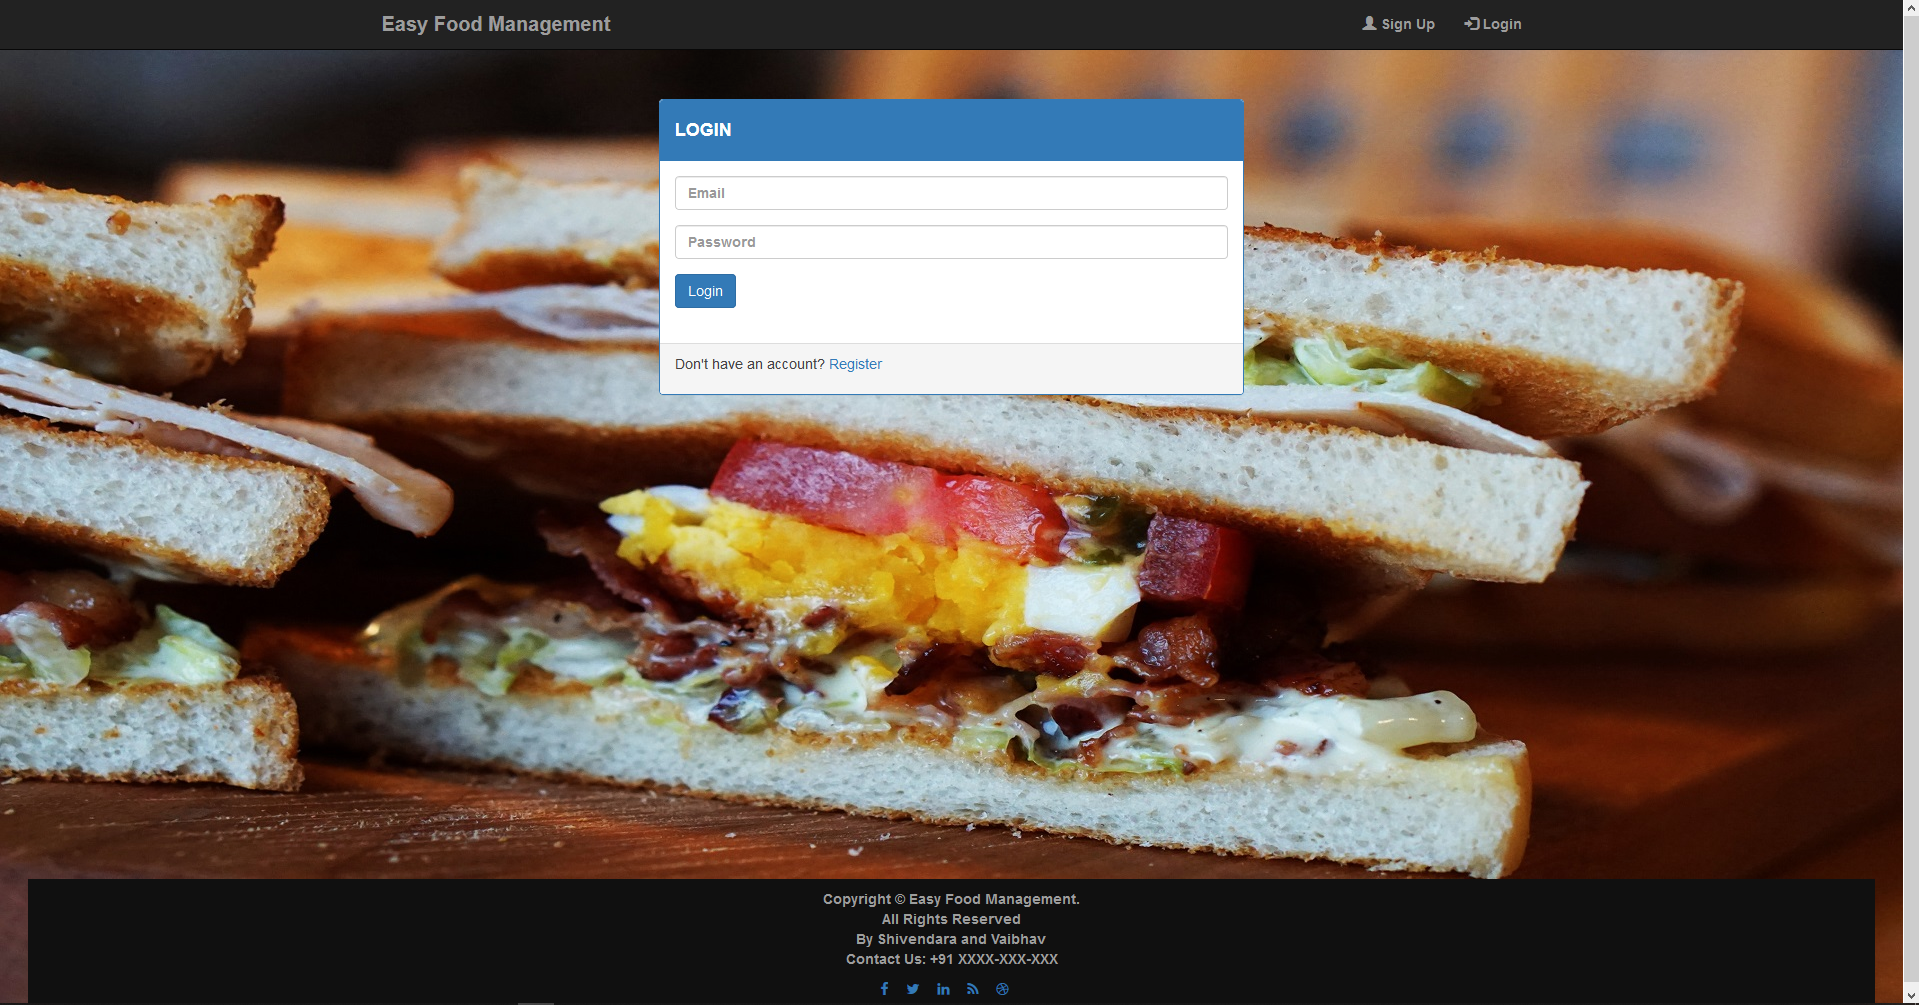 Easy Food Management
Sign Up
Login
LOGIN
Email
Password
Login
Don't have an account? Register
Copyright © Easy Food Management.
All Rights Reserved
By Shivendara and Vaibhav
Contact Us: +91 XXXX-XXX-XXX